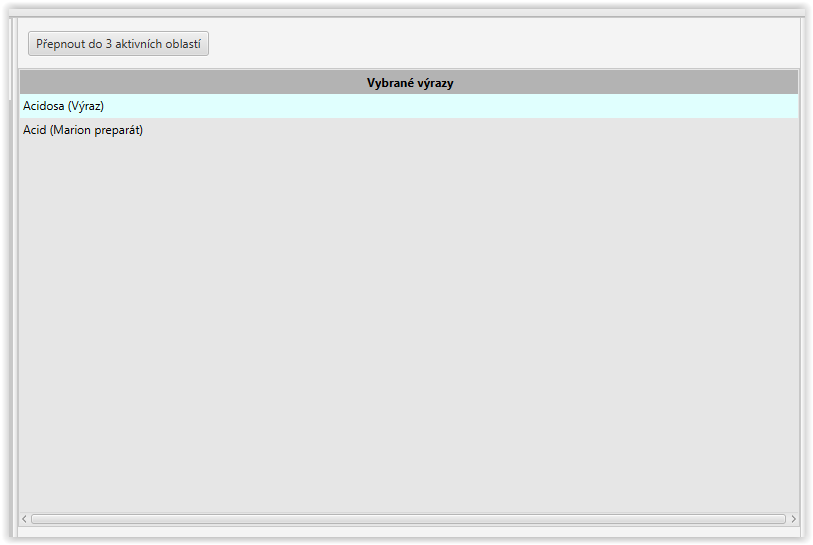 Přepnout do 3 aktivních oblastí
Vybrané výrazy
Acidosa (Výraz)
Acid (Marion preparát)